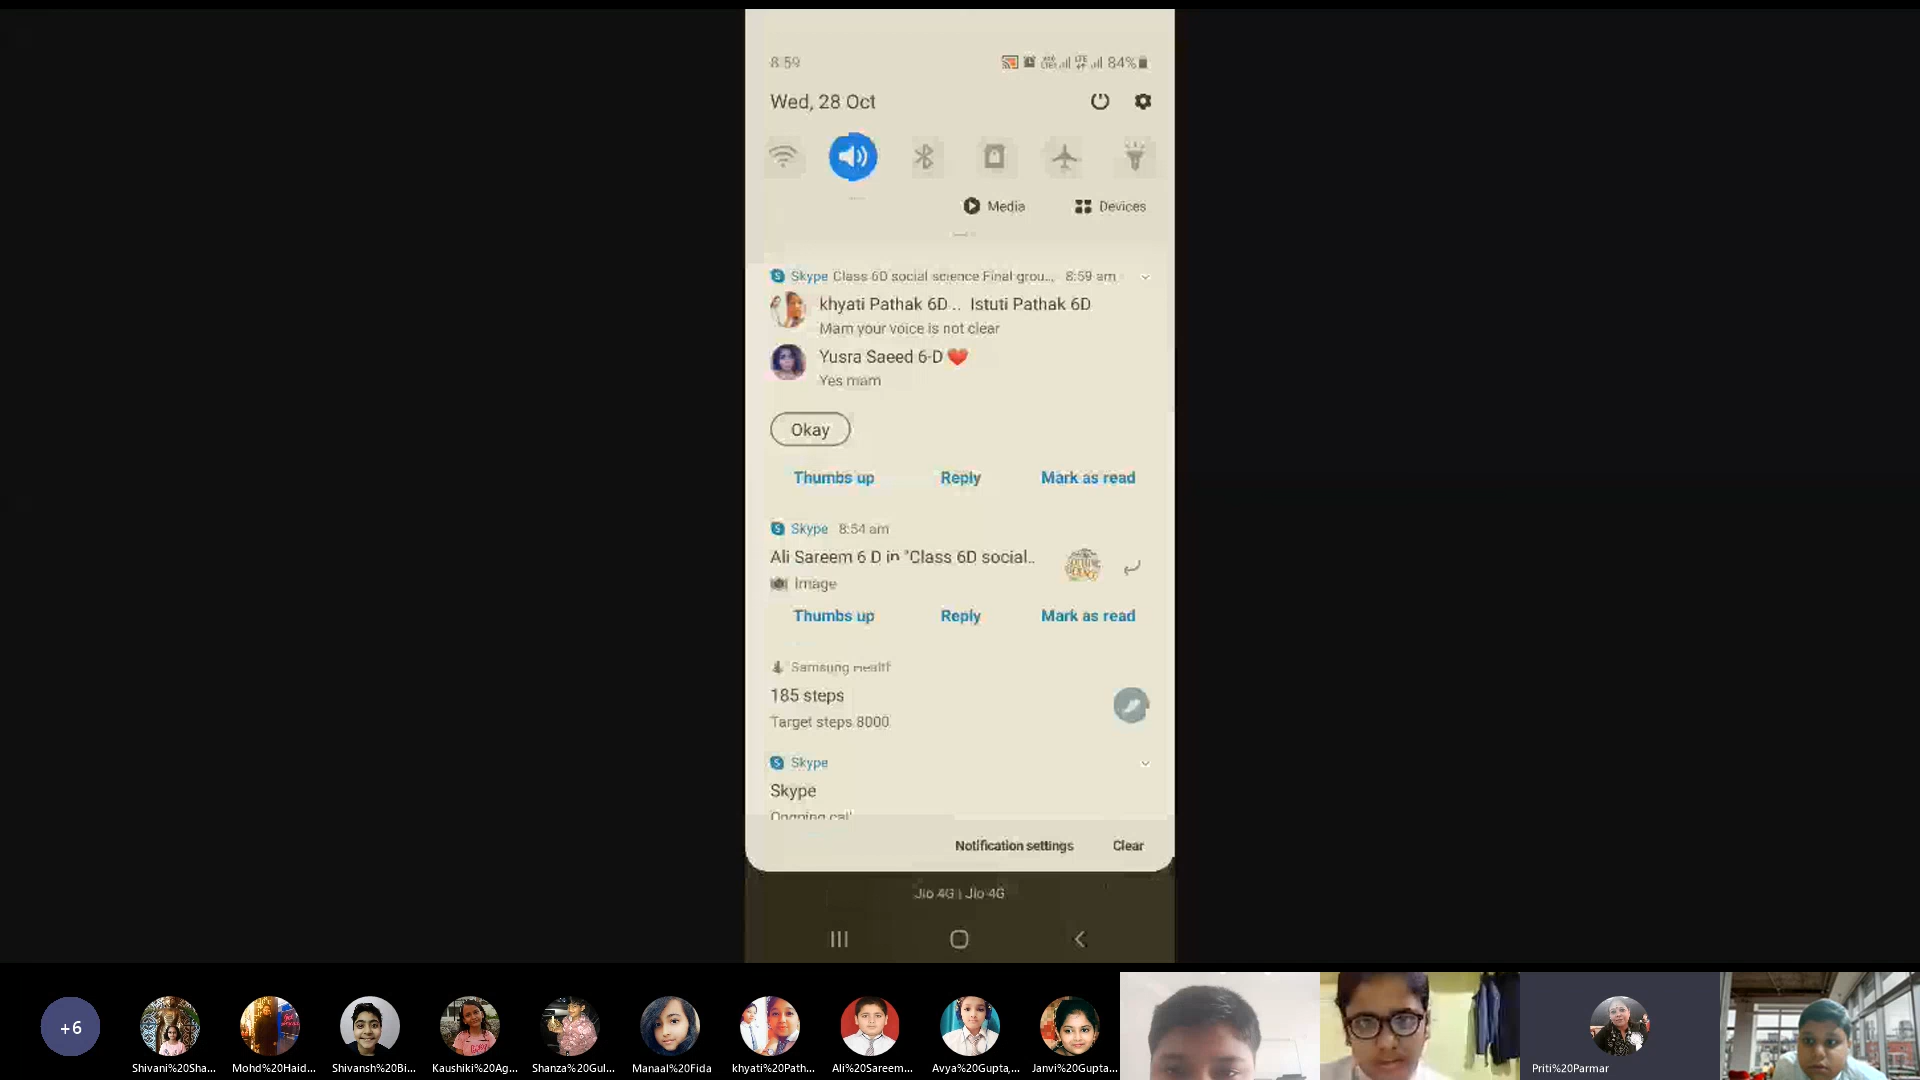 8:59
84%
Wed, 28 Oct
Media
Devices
Skype Class 6D social science Final grou... 8:59 am
khyati Pathak 6D .. Istuti Pathak 6D
Mam your voice is not clear
Yusra Saeed 6-D ❤️
Yes mam
Okay
Thumbs up Reply Mark as read
Skype 8:54 am
Ali Sareem 6 D in "Class 6D social..
Image
Thumbs up Reply Mark as read
Samsung Health
185 steps
Target steps 8000
Skype
Skype
Ongoing call
Notification settings Clear
Jio 4G | Jio 4G
+6
Shivani%20Sha...
Mohd%20Haid...
Shivansh%20Bi...
Kaushiki%20Ag...
Shanza%20Gul...
Manaal%20Fida
khyati%20Path...
Ali%20Sareem...
Avya%20Gupta,...
Janvi%20Gupta...
Priti%20Parmar